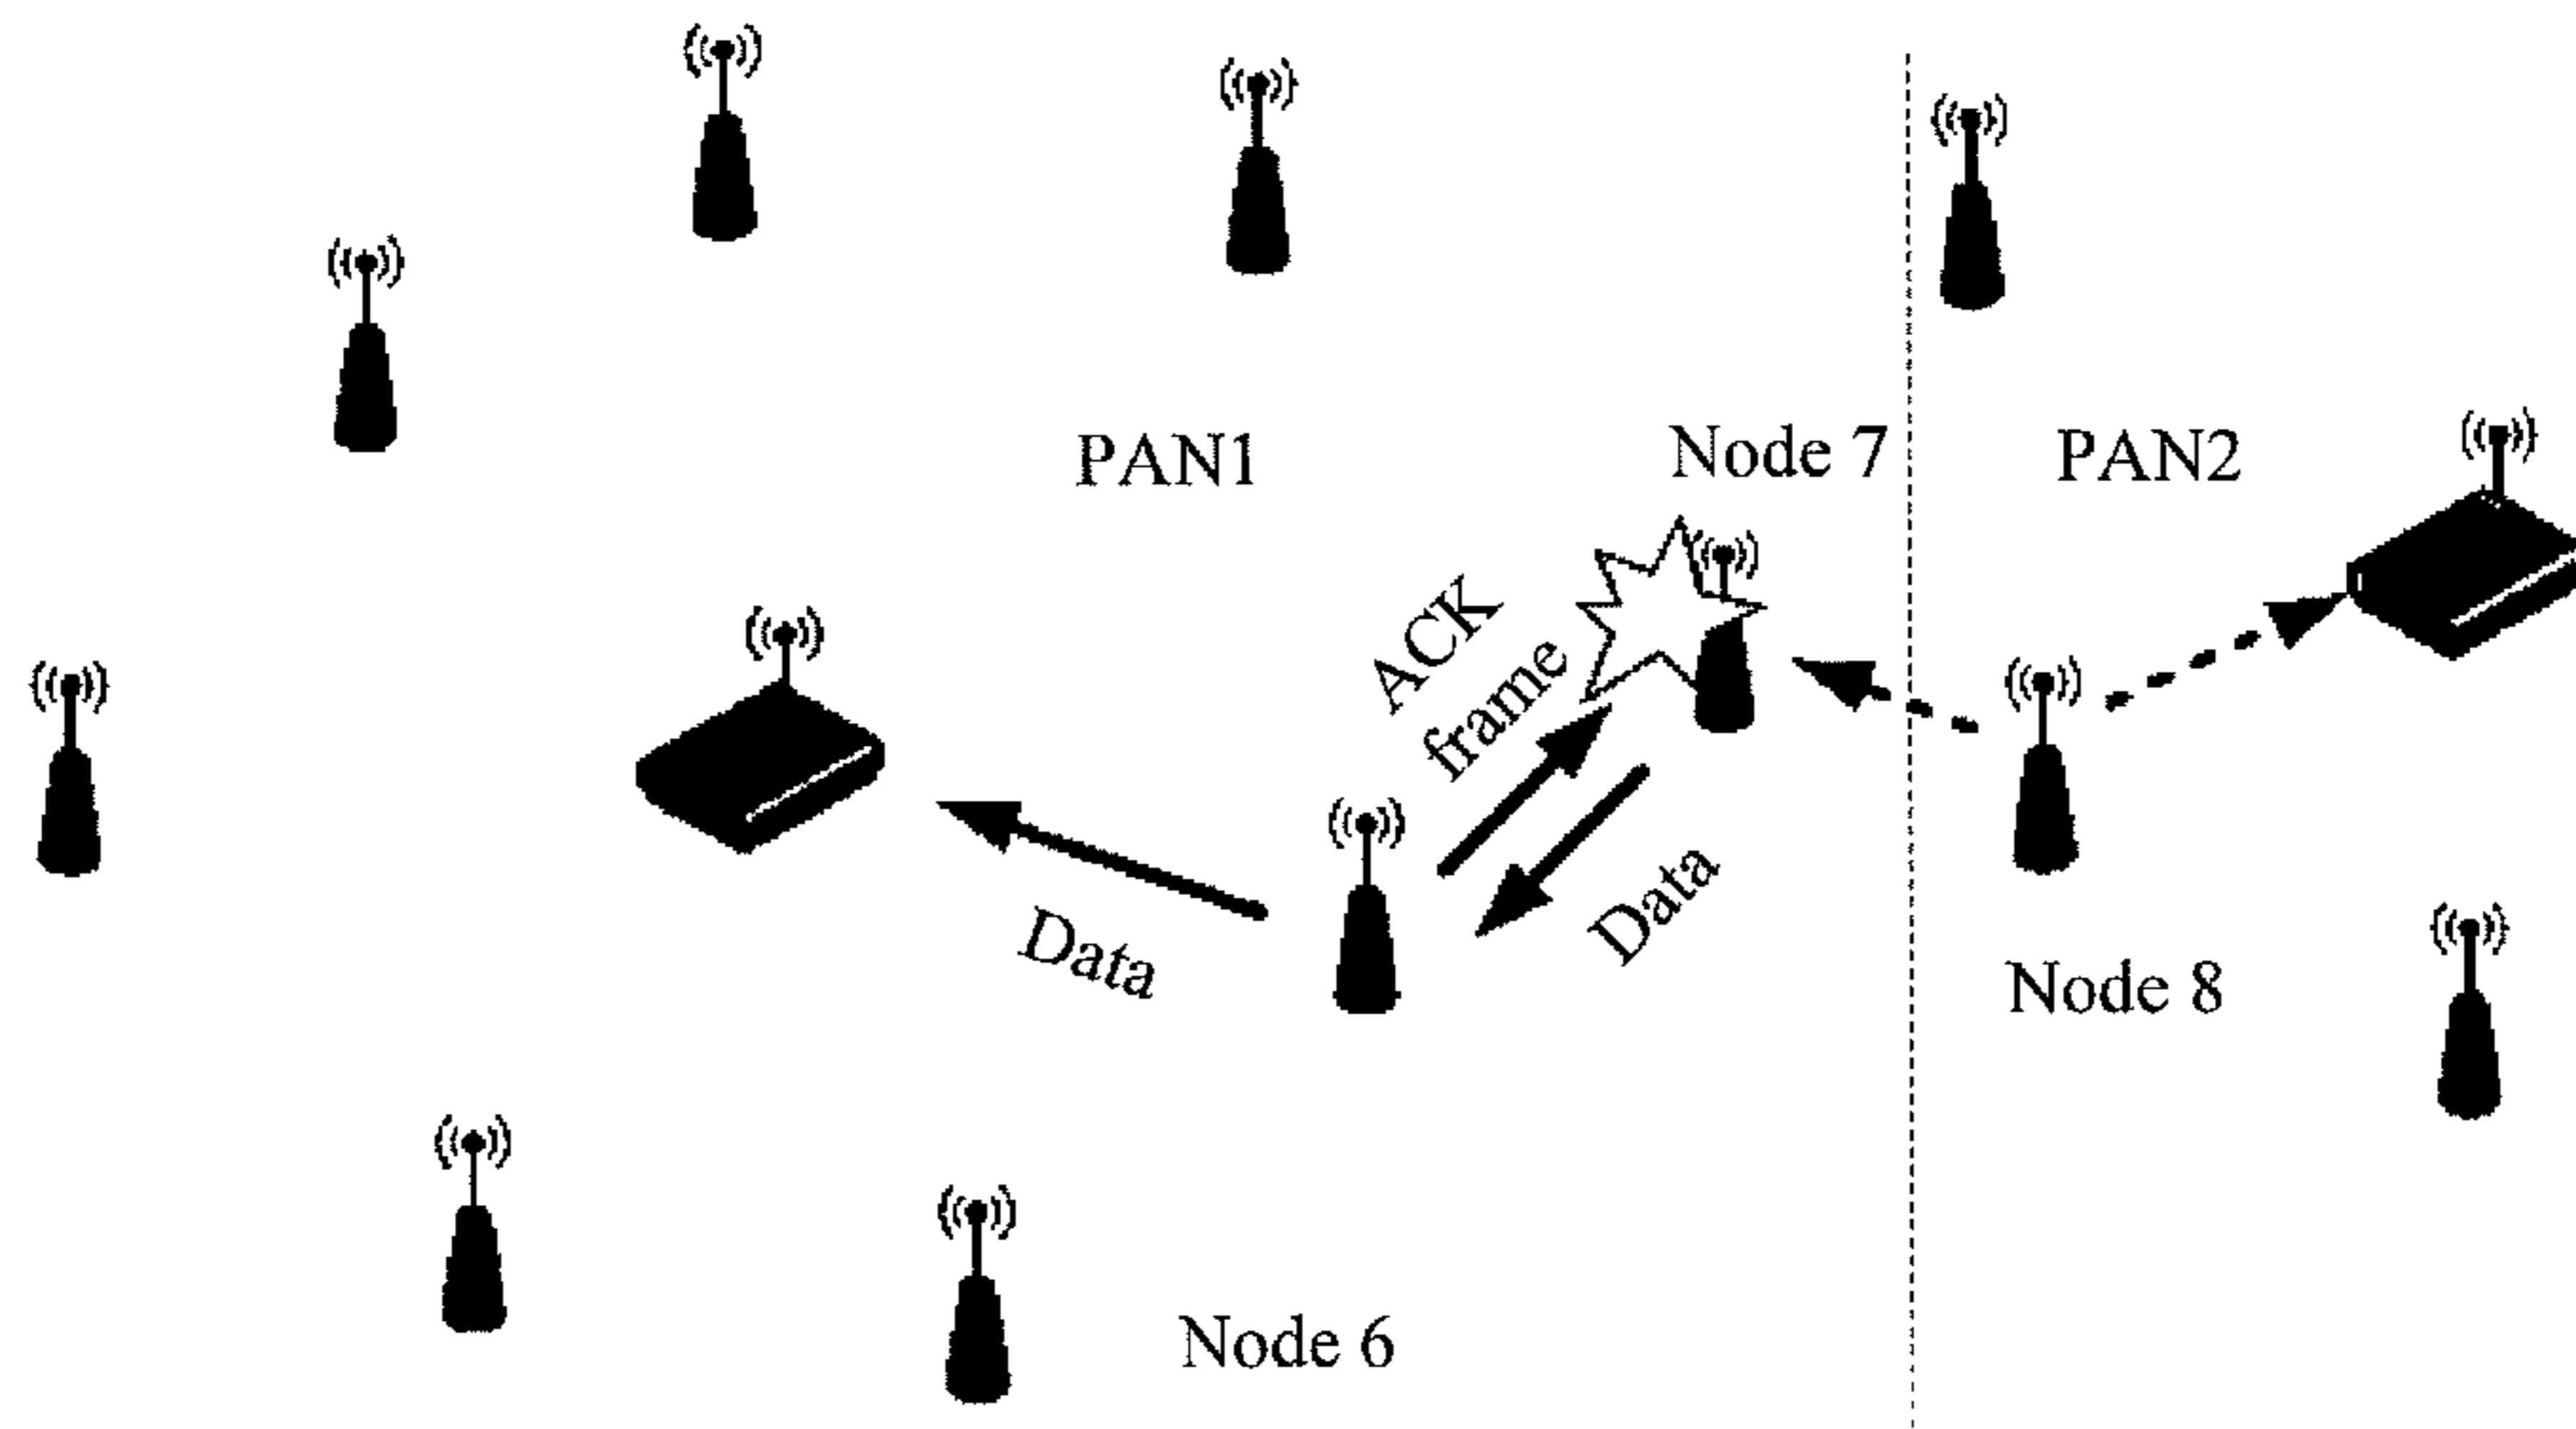 PAN1
Node 7
PAN2
ACK
frame
Data
Data
Node 8
Node 6